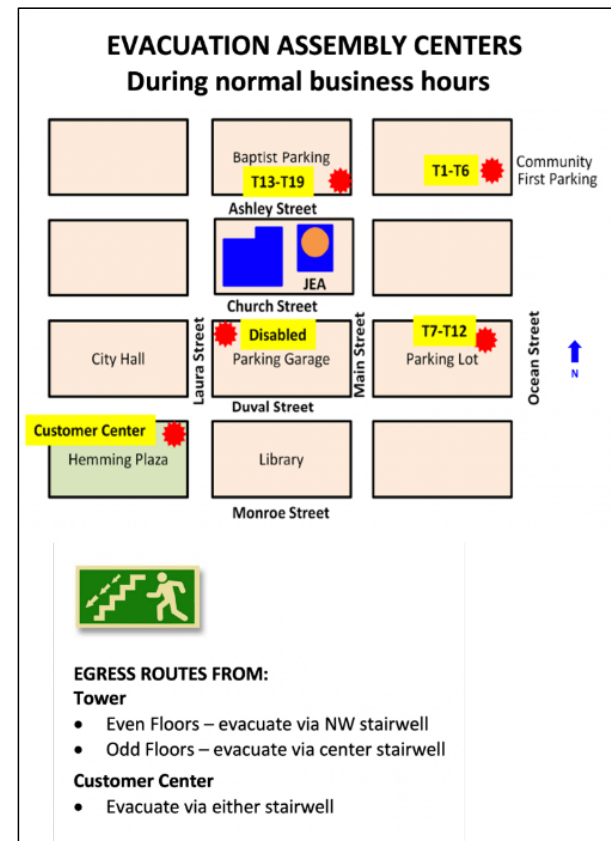 EVACUATION ASSEMBLY CENTERS
During normal business hours
Baptist Parking
T13-T19
T1-T6
Community
First Parking
Ashley Street
JEA
Church Street
Laura Street
Disabled
Parking Garage
Main Street
T7-T12
Parking Lot
Ocean Street
City Hall
N
Duval Street
Customer Center
Hemming Plaza
Library
Monroe Street
EGRESS ROUTES FROM:
Tower
• Even Floors – evacuate via NW stairwell
• Odd Floors – evacuate via center stairwell
Customer Center
• Evacuate via either stairwell